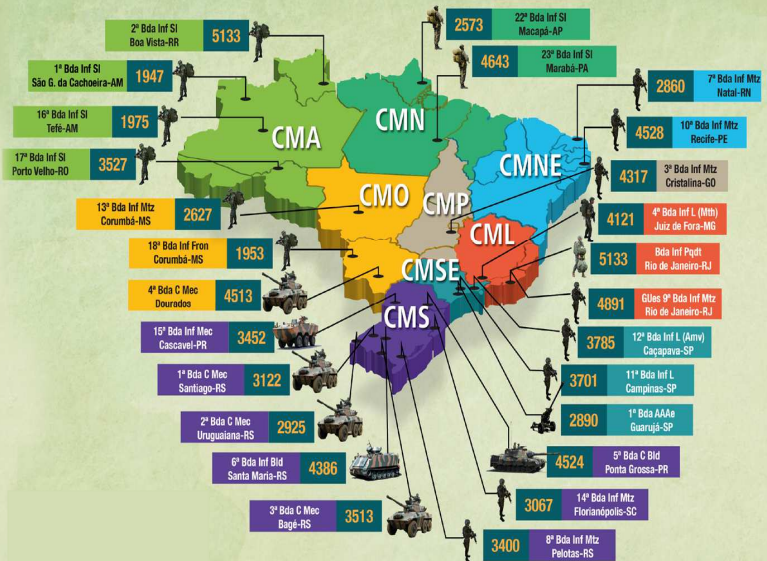 2ª Bda Inf Sl
Boa Vista-RR
5133
1ª Bda Inf Sl
São G. da Cachoeira-AM
1947
16ª Bda Inf Sl
Tefé-AM
1975
17ª Bda Inf Sl
Porto Velho-RO
3527
13ª Bda Inf Mtz
Corumbá-MS
2627
18ª Bda Inf Fron
Corumbá-MS
1953
4ª Bda C Mec
Dourados
4513
15ª Bda Inf Mec
Cascavel-PR
3452
1ª Bda C Mec
Santiago-RS
3122
2ª Bda C Mec
Uruguaiana-RS
2925
6ª Bda Inf Bld
Santa Maria-RS
4386
3ª Bda C Mec
Bagé-RS
3513
CMA
CMN
CMNE
CMO
CMP
CML
CMSE
CMS
2573
22ª Bda Inf Sl
Macapá-AP
4643
23ª Bda Inf Sl
Marabá-PA
2860
7ª Bda Inf Mtz
Natal-RN
4528
10ª Bda Inf Mtz
Recife-PE
4317
3ª Bda Inf Mtz
Cristalina-GO
4121
4ª Bda Inf L (Mth)
Juiz de Fora-MG
5133
Bda Inf Pqdt
Rio de Janeiro-RJ
4891
GUes 9ª Bda Inf Mtz
Rio de Janeiro-RJ
3785
12ª Bda Inf L (Amv)
Caçapava-SP
3701
11ª Bda Inf L
Campinas-SP
2890
1ª Bda AAAe
Guarujá-SP
4524
5ª Bda C Bld
Ponta Grossa-PR
3067
14ª Bda Inf Mtz
Florianópolis-SC
3400
8ª Bda Inf Mtz
Pelotas-RS